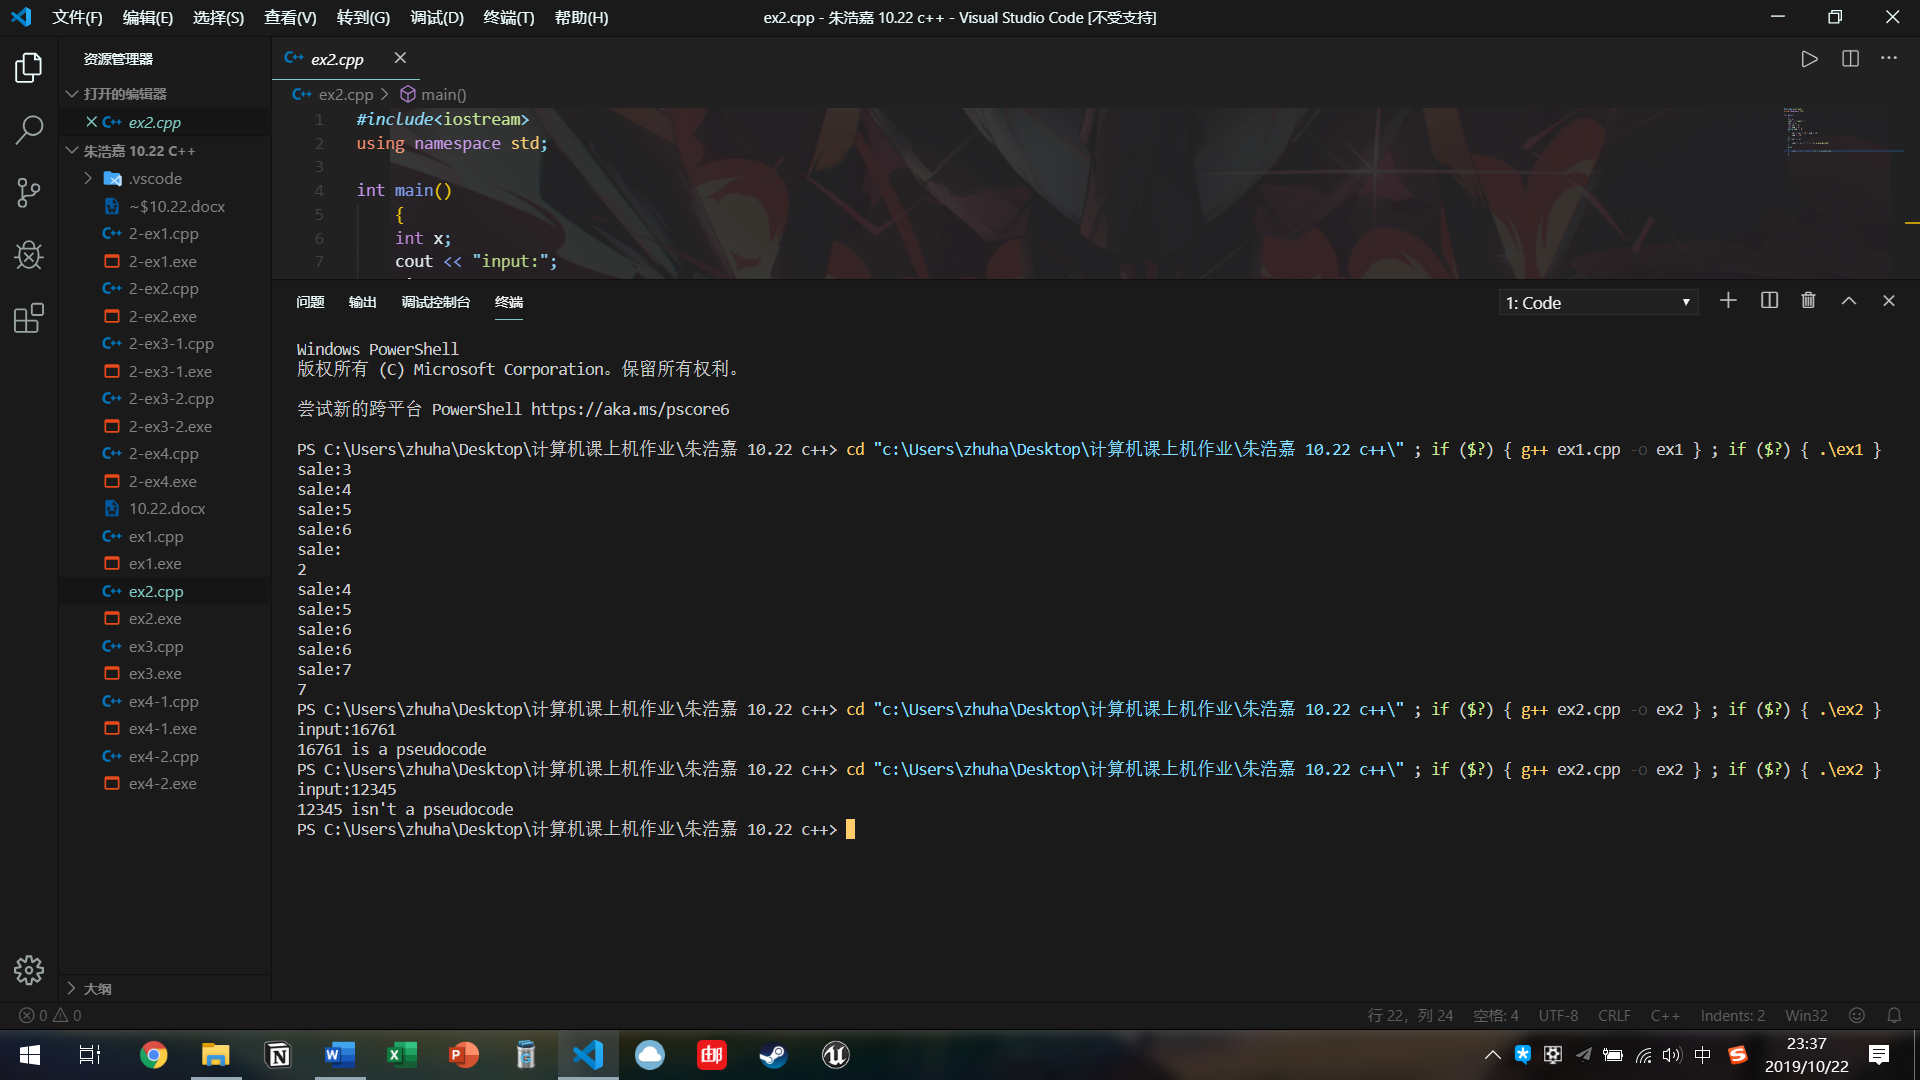 文件(F) 编辑(E) 选择(S) 查看(V) 转到(G) 调试(D) 终端(T) 帮助(H) ex2.cpp - 朱浩嘉 10.22 c++ - Visual Studio Code [不受支持]
资源管理器
打开的编辑器
ex2.cpp
朱浩嘉 10.22 C++
.vscode
~$10.22.docx
2-ex1.cpp
2-ex1.exe
2-ex2.cpp
2-ex2.exe
2-ex3-1.cpp
2-ex3-1.exe
2-ex3-2.cpp
2-ex3-2.exe
2-ex4.cpp
2-ex4.exe
10.22.docx
ex1.cpp
ex1.exe
ex2.cpp
ex2.exe
ex3.cpp
ex3.exe
ex4-1.cpp
ex4-1.exe
ex4-2.cpp
ex4-2.exe
大纲
ex2.cpp
ex2.cpp > main()
1 #include<iostream>
2 using namespace std;
3
4 int main()
5 {
6 int x;
7 cout << "input:";
问题 输出 调试控制台 终端 1: Code
Windows PowerShell
版权所有 (C) Microsoft Corporation。保留所有权利。
尝试新的跨平台 PowerShell https://aka.ms/pscore6
PS C:\Users\zhuha\Desktop\计算机课上机作业\朱浩嘉 10.22 c++> cd "c:\Users\zhuha\Desktop\计算机课上机作业\朱浩嘉 10.22 c++\" ; if ($?) { g++ ex1.cpp -o ex1 } ; if ($?) { .\ex1 }
sale:3
sale:4
sale:5
sale:6
sale:
2
sale:4
sale:5
sale:6
sale:6
sale:7
7
PS C:\Users\zhuha\Desktop\计算机课上机作业\朱浩嘉 10.22 c++> cd "c:\Users\zhuha\Desktop\计算机课上机作业\朱浩嘉 10.22 c++\" ; if ($?) { g++ ex2.cpp -o ex2 } ; if ($?) { .\ex2 }
input:16761
16761 is a pseudocode
PS C:\Users\zhuha\Desktop\计算机课上机作业\朱浩嘉 10.22 c++> cd "c:\Users\zhuha\Desktop\计算机课上机作业\朱浩嘉 10.22 c++\" ; if ($?) { g++ ex2.cpp -o ex2 } ; if ($?) { .\ex2 }
input:12345
12345 isn't a pseudocode
PS C:\Users\zhuha\Desktop\计算机课上机作业\朱浩嘉 10.22 c++>
0 0 行 22，列 24 空格: 4 UTF-8 CRLF C++ Indents: 2 Win32
中
23:37
2019/10/22